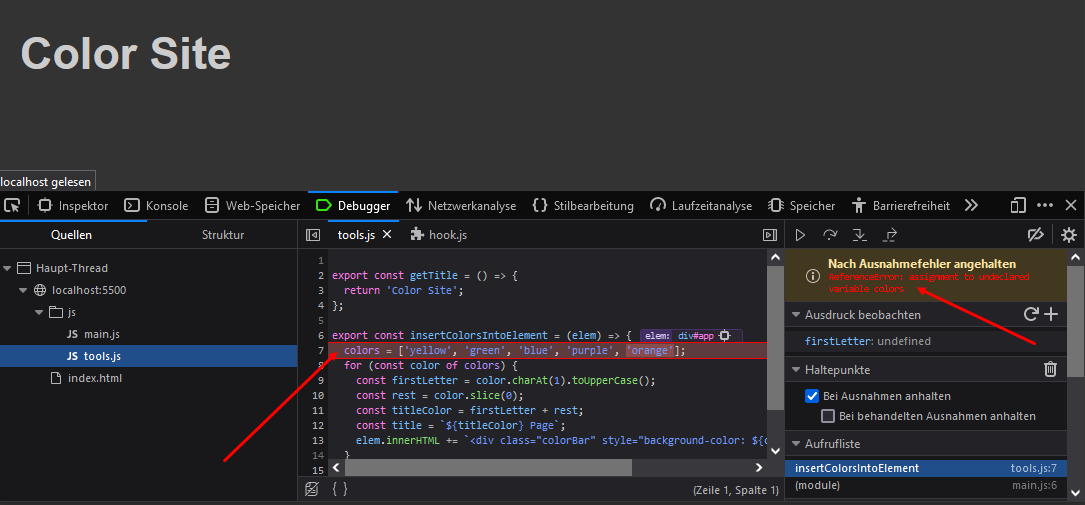 Color Site
localhost gelesen
Inspektor Konsole Web-Speicher Debugger Netzwerkanalyse {} Stilbearbeitung Laufzeitanalyse Speicher Barrierefreiheit
Quellen Struktur
tools.js hook.js
Haupt-Thread
localhost:5500
js
JS main.js
JS tools.js
index.html
1
2 export const getTitle = () => {
3 return 'Color Site';
4 };
5
6 export const insertColorsIntoElement = (elem) => { elem: div#app
7 colors = ['yellow', 'green', 'blue', 'purple', 'orange'];
8 for (const color of colors) {
9 const firstLetter = color.charAt(1).toUpperCase();
10 const rest = color.slice(0);
11 const titleColor = firstLetter + rest;
12 const title = `${titleColor} Page`;
13 elem.innerHTML += `<div class="colorBar" style="background-color: ${
14 }
15
{ } (Zeile 1, Spalte 1)
Nach Ausnahmefehler angehalten
ReferenceError: assignment to undeclared
variable colors
Ausdruck beobachten
firstLetter: undefined
Haltepunkte
Bei Ausnahmen anhalten
Bei behandelten Ausnahmen anhalten
Aufrufliste
insertColorsIntoElement tools.js:7
(module) main.js:6